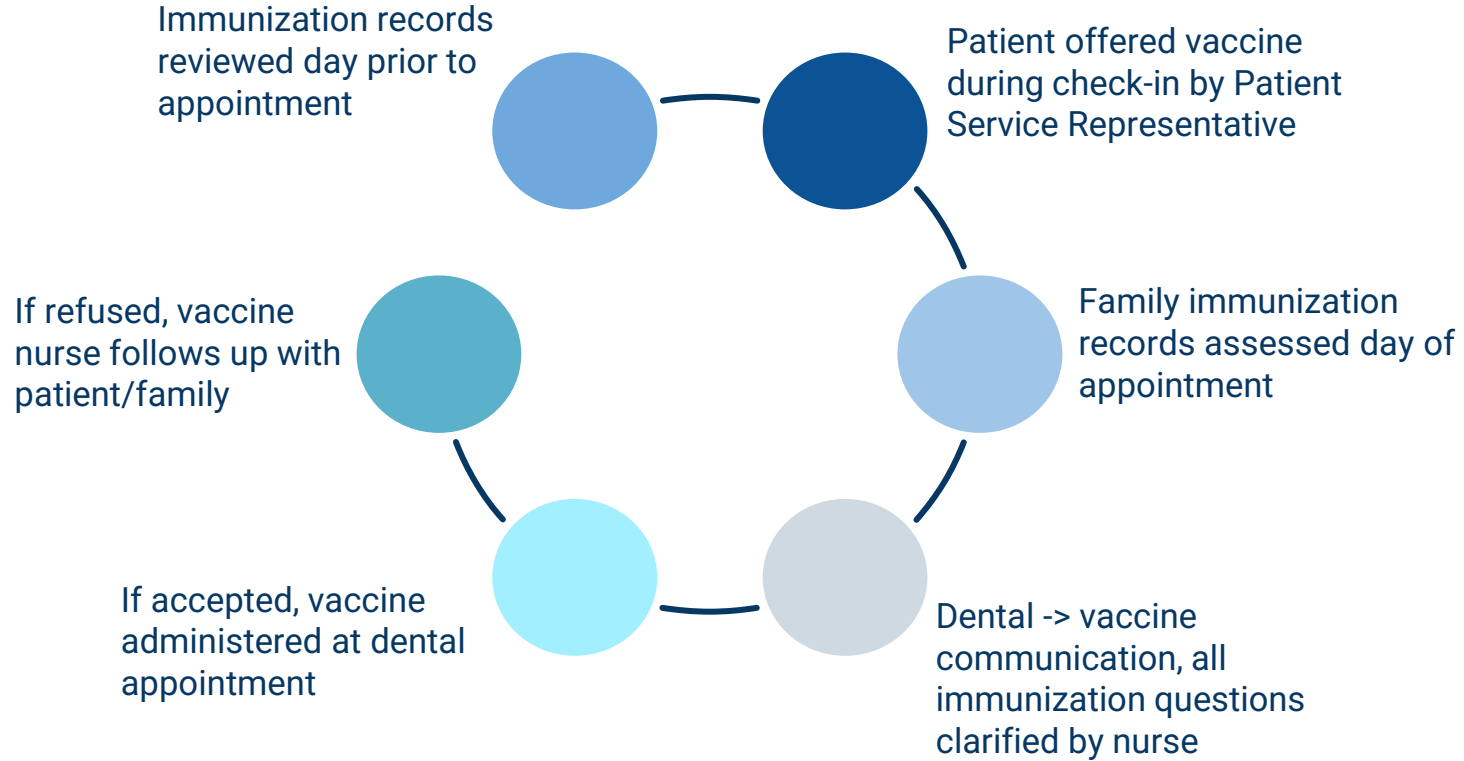 Immunization records
reviewed day prior to
appointment
Patient offered vaccine
during check-in by Patient
Service Representative
Family immunization
records assessed day of
appointment
Dental -> vaccine
communication, all
immunization questions
clarified by nurse
If accepted, vaccine
administered at dental
appointment
If refused, vaccine
nurse follows up with
patient/family